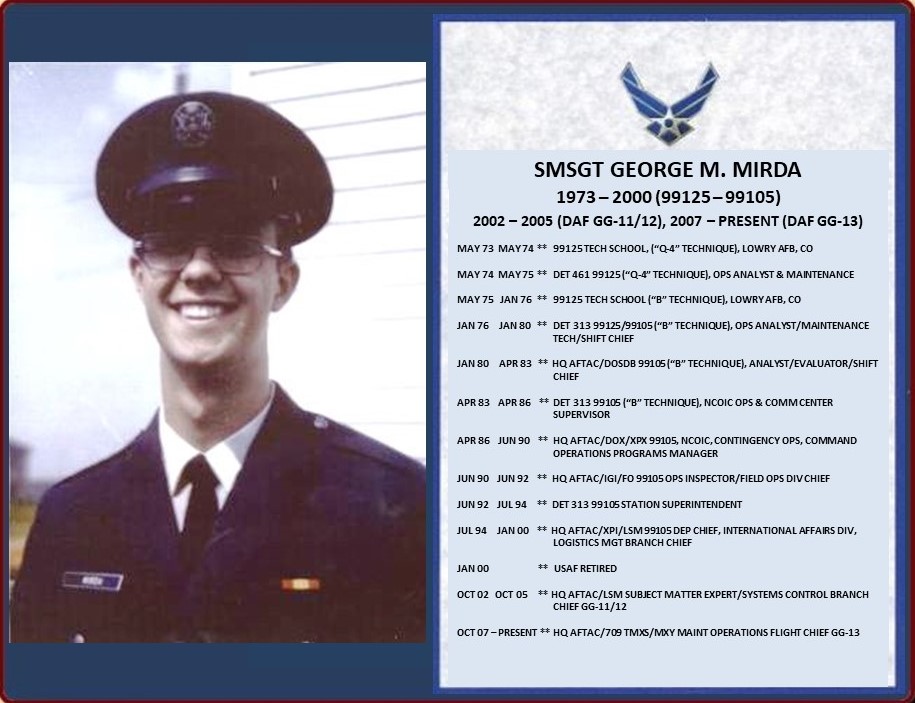 SMSGT GEORGE M. MIRDA
1973 – 2000 (99125 – 99105)
2002 – 2005 (DAF GG-11/12), 2007 – PRESENT (DAF GG-13)
MAY 73 MAY 74 ** 99125 TECH SCHOOL, (“Q-4” TECHNIQUE), LOWRY AFB, CO
MAY 74 MAY 75 ** DET 461 99125 (“Q-4” TECHNIQUE), OPS ANALYST & MAINTENANCE
MAY 75 JAN 76 ** 99125 TECH SCHOOL (“B” TECHNIQUE), LOWRY AFB, CO
JAN 76 JAN 80 ** DET 313 99125/99105 (“B” TECHNIQUE), OPS ANALYST/MAINTENANCE
TECH/SHIFT CHIEF
JAN 80 APR 83 ** HQ AFTAC/DOSDB 99105 (“B” TECHNIQUE), ANALYST/EVALUATOR/SHIFT
CHIEF
APR 83 APR 86 ** DET 313 99105 (“B” TECHNIQUE), NCOIC OPS & COMM CENTER
SUPERVISOR
APR 86 JUN 90 ** HQ AFTAC/DOX/XPX 99105, NCOIC, CONTINGENCY OPS, COMMAND
OPERATIONS PROGRAMS MANAGER
JUN 90 JUN 92 ** HQ AFTAC/IGI/FO 99105 OPS INSPECTOR/FIELD OPS DIV CHIEF
JUN 92 JUL 94 ** DET 313 99105 STATION SUPERINTENDENT
JUL 94 JAN 00 ** HQ AFTAC/XPI/LSM 99105 DEP CHIEF, INTERNATIONAL AFFAIRS DIV,
LOGISTICS MGT BRANCH CHIEF
JAN 00 ** USAF RETIRED
OCT 02 OCT 05 ** HQ AFTAC/LSM SUBJECT MATTER EXPERT/SYSTEMS CONTROL BRANCH
CHIEF GG-11/12
OCT 07 – PRESENT ** HQ AFTAC/709 TMXS/MXY MAINT OPERATIONS FLIGHT CHIEF GG-13
MIRDA